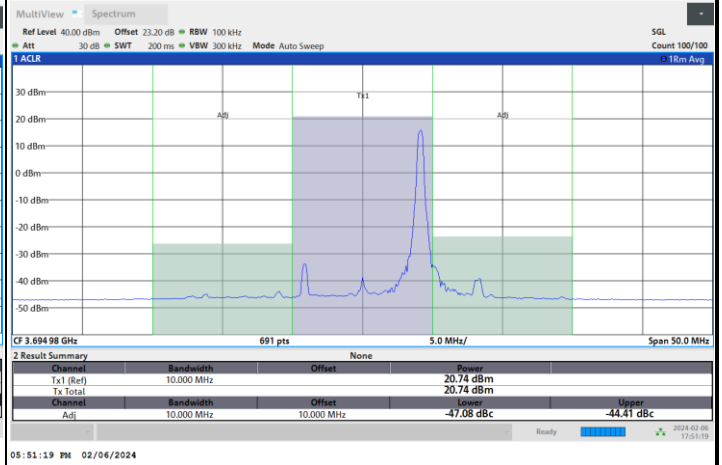 MultiView Spectrum
Ref Level 40.00 dBm Offset 23.20 dB RBW 100 kHz SGL
Att 30 dB SWT 200 ms VBW 300 kHz Mode Auto Sweep Count 100/100
1 ACLR 1Rm Avg
30 dBm
Tx1
20 dBm
Adj Adj
10 dBm
0 dBm
-10 dBm
-20 dBm
-30 dBm
-40 dBm
-50 dBm
CF 3.694 98 GHz 691 pts 5.0 MHz/ Span 50.0 MHz
2 Result Summary None
Channel Bandwidth Offset Power
Tx1 (Ref) 10.000 MHz 20.74 dBm
Tx Total 20.74 dBm
Channel Bandwidth Offset Lower Upper
Adj 10.000 MHz 10.000 MHz -47.08 dBc -44.41 dBc
Ready 2024-02-06
17:51:19
05:51:19 PM 02/06/2024